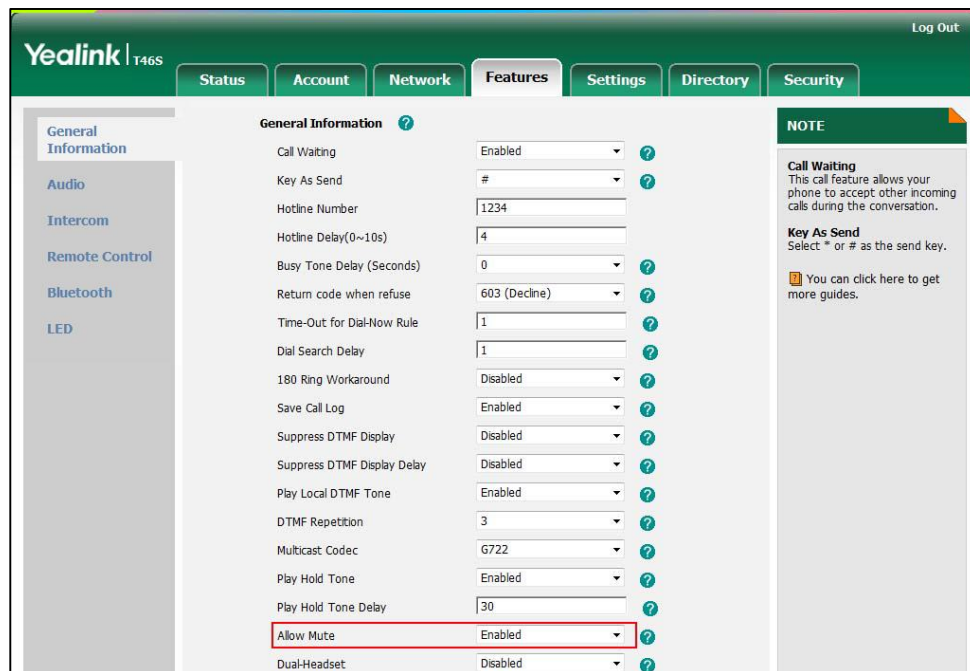 Log Out
Yealink T46S
Status Account Network Features Settings Directory Security
General
Information
Audio
Intercom
Remote Control
Bluetooth
LED
General Information ?
Call Waiting Enabled ?
Key As Send # ?
Hotline Number 1234
Hotline Delay(0~10s) 4
Busy Tone Delay (Seconds) 0 ?
Return code when refuse 603 (Decline) ?
Time-Out for Dial-Now Rule 1 ?
Dial Search Delay 1 ?
180 Ring Workaround Disabled ?
Save Call Log Enabled ?
Suppress DTMF Display Disabled ?
Suppress DTMF Display Delay Disabled ?
Play Local DTMF Tone Enabled ?
DTMF Repetition 3 ?
Multicast Codec G722 ?
Play Hold Tone Enabled ?
Play Hold Tone Delay 30 ?
Allow Mute Enabled ?
Dual-Headset Disabled ?
NOTE
Call Waiting
This call feature allows your
phone to accept other incoming
calls during the conversation.
Key As Send
Select * or # as the send key.
? You can click here to get
more guides.